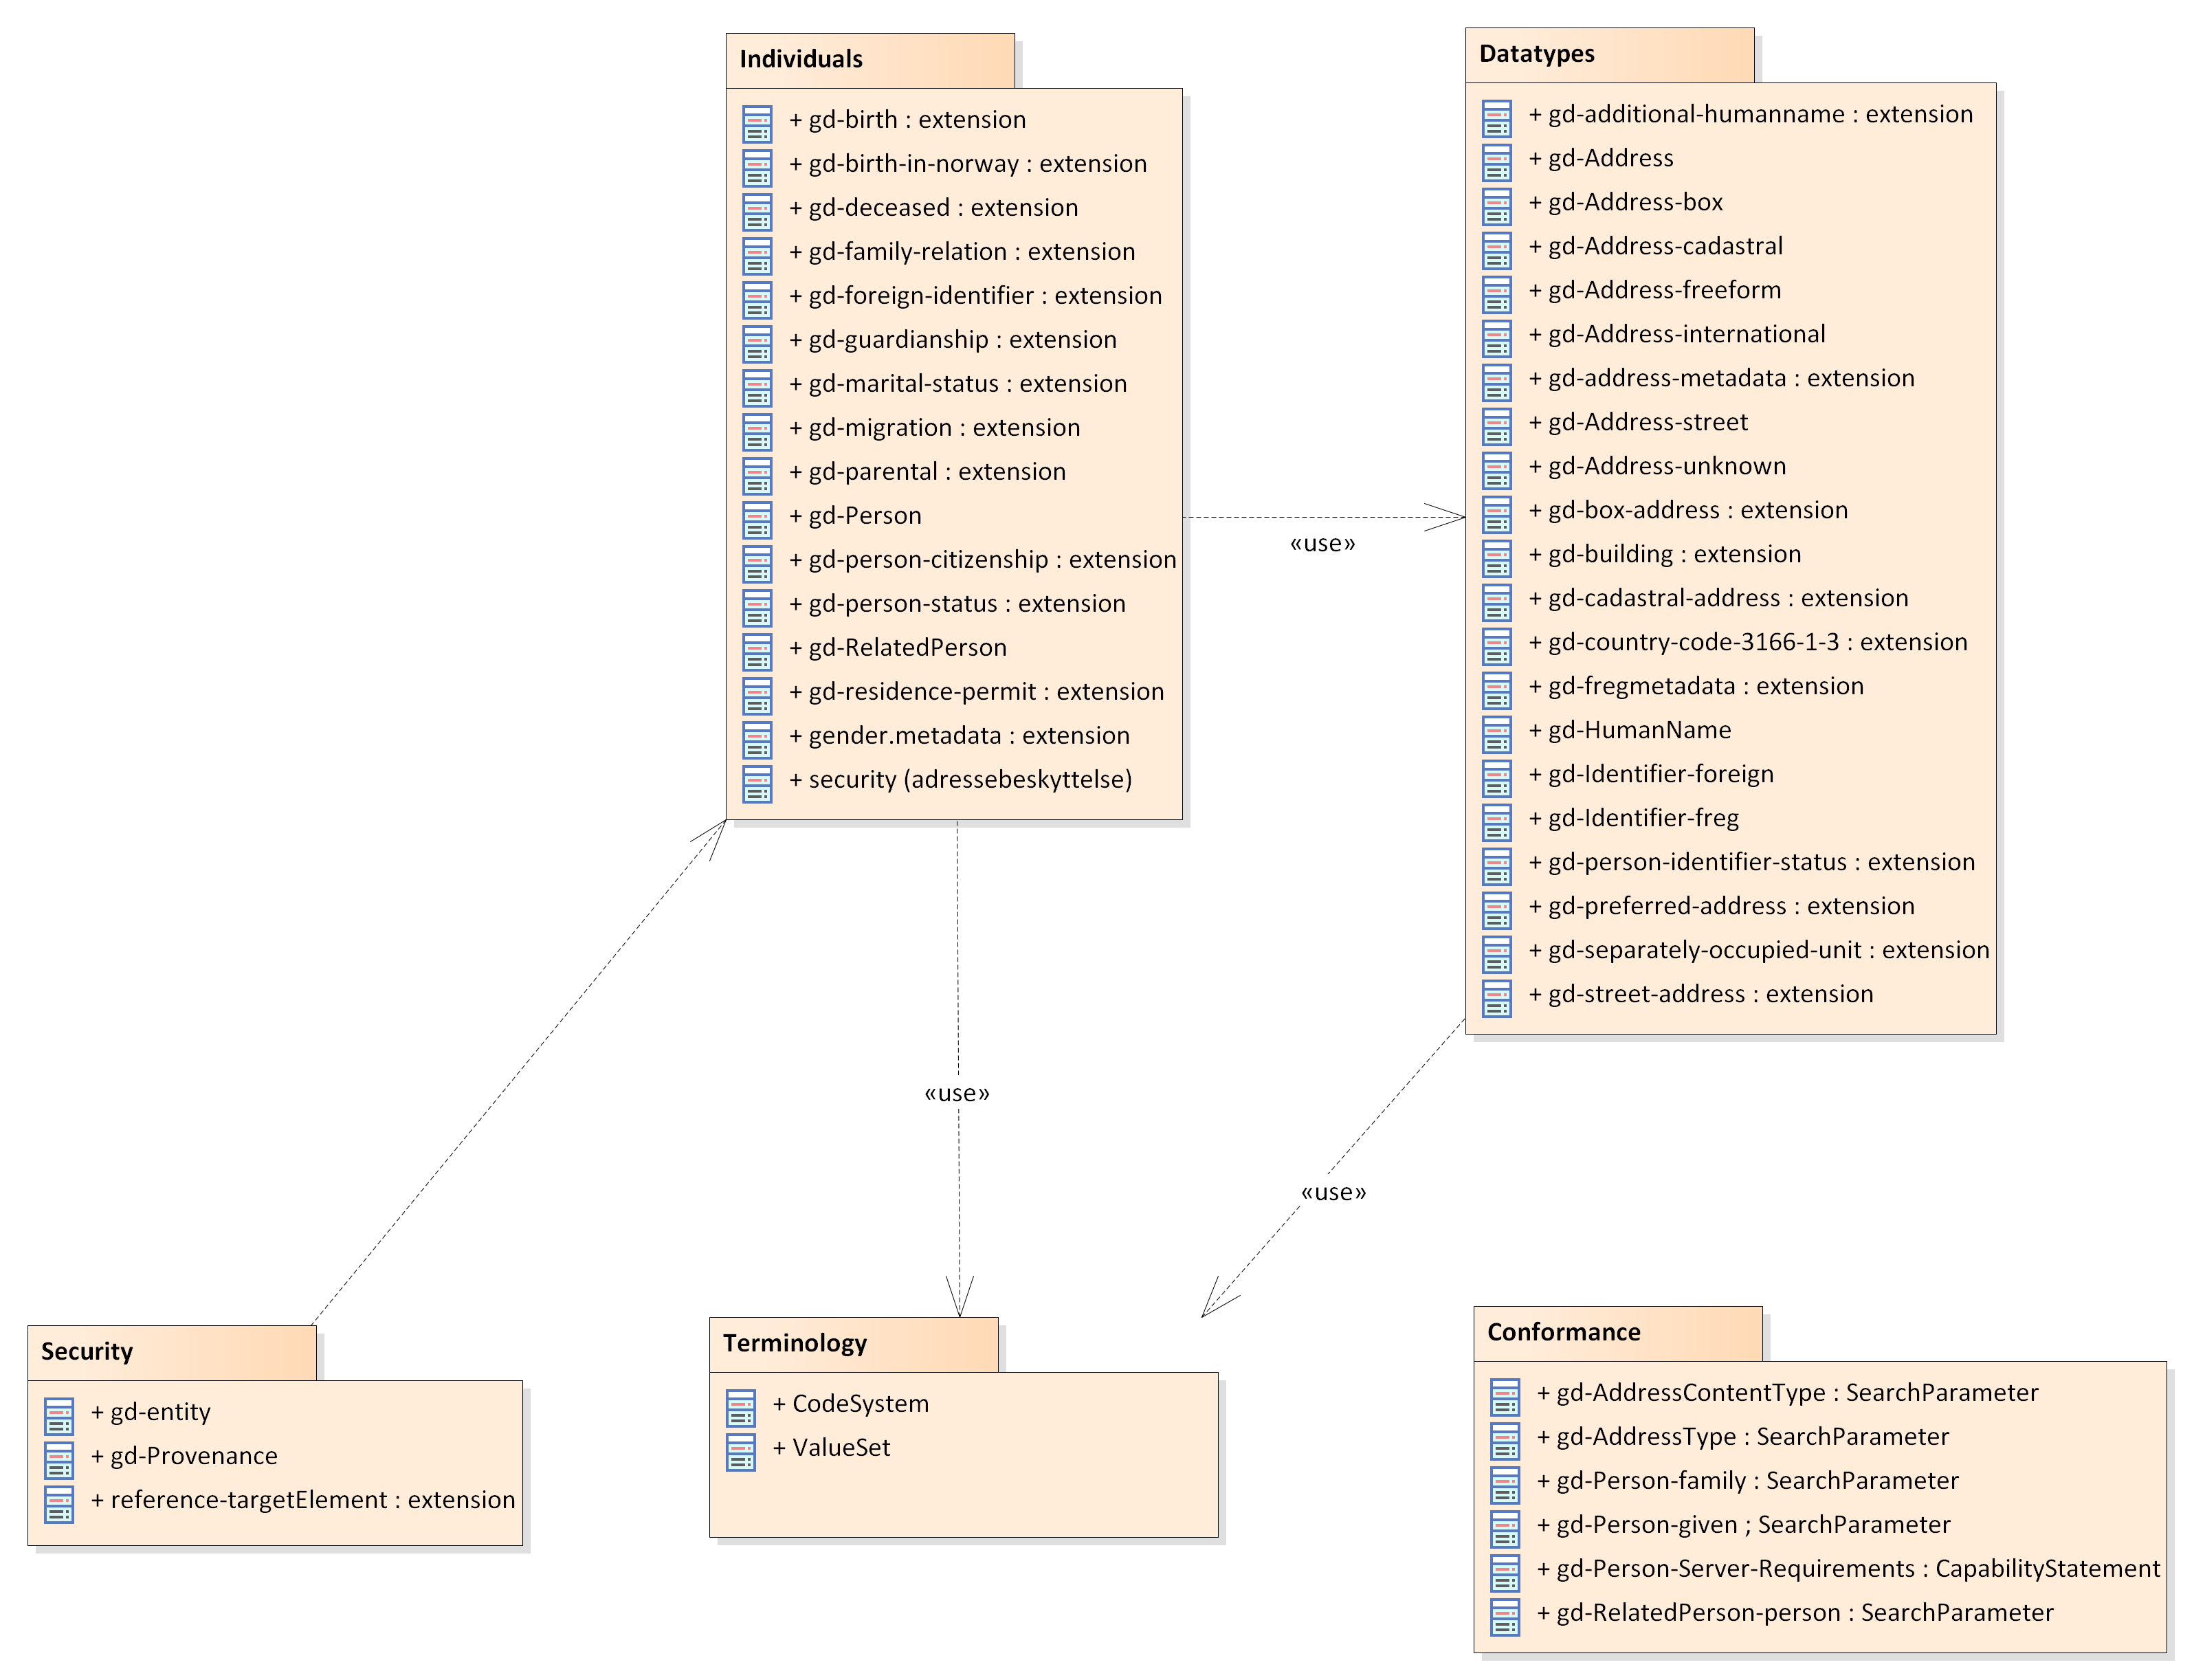 Individuals
+ gd-birth : extension
+ gd-birth-in-norway : extension
+ gd-deceased : extension
+ gd-family-relation : extension
+ gd-foreign-identifier : extension
+ gd-guardianship : extension
+ gd-marital-status : extension
+ gd-migration : extension
+ gd-parental : extension
+ gd-Person
+ gd-person-citizenship : extension
+ gd-person-status : extension
+ gd-RelatedPerson
+ gd-residence-permit : extension
+ gender.metadata : extension
+ security (adressebeskyttelse)
«use»
Datatypes
+ gd-additional-humanname : extension
+ gd-Address
+ gd-Address-box
+ gd-Address-cadastral
+ gd-Address-freeform
+ gd-Address-international
+ gd-address-metadata : extension
+ gd-Address-street
+ gd-Address-unknown
+ gd-box-address : extension
+ gd-building : extension
+ gd-cadastral-address : extension
+ gd-country-code-3166-1-3 : extension
+ gd-fregmetadata : extension
+ gd-HumanName
+ gd-Identifier-foreign
+ gd-Identifier-freg
+ gd-person-identifier-status : extension
+ gd-preferred-address : extension
+ gd-separately-occupied-unit : extension
+ gd-street-address : extension
«use»
«use»
Security
+ gd-entity
+ gd-Provenance
+ reference-targetElement : extension
Terminology
+ CodeSystem
+ ValueSet
Conformance
+ gd-AddressContentType : SearchParameter
+ gd-AddressType : SearchParameter
+ gd-Person-family : SearchParameter
+ gd-Person-given ; SearchParameter
+ gd-Person-Server-Requirements : CapabilityStatement
+ gd-RelatedPerson-person : SearchParameter